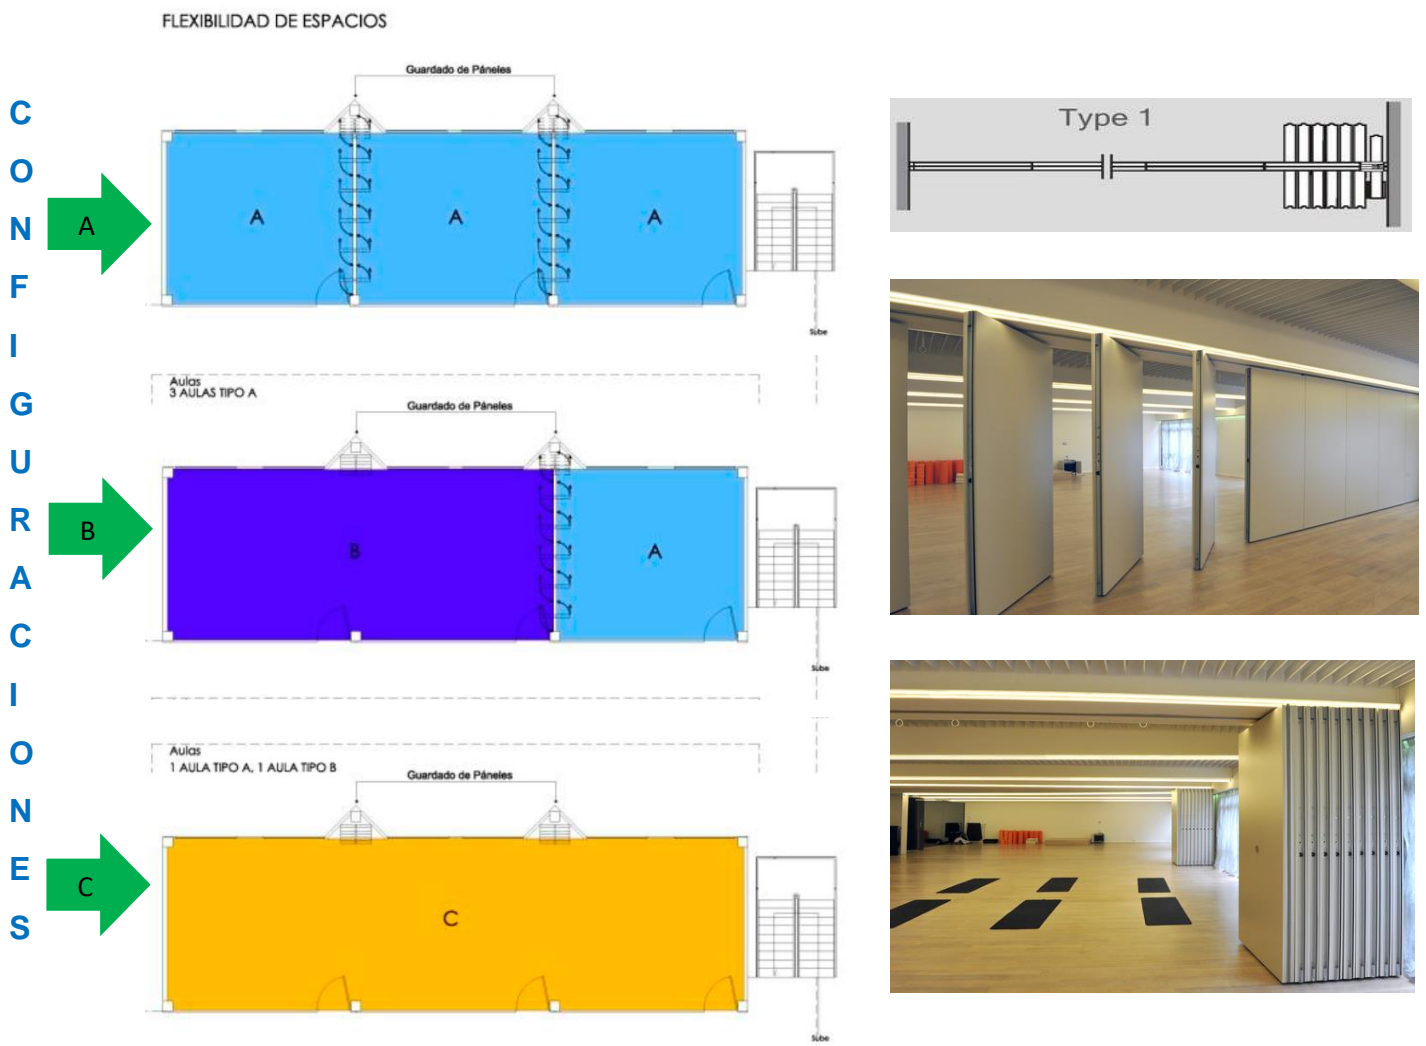 FLEXIBILIDAD DE ESPACIOS
CONFIGURACIONES
Guardado de Páneles
A
A
A
A
Sube
Aulas
3 AULAS TIPO A
Guardado de Páneles
B
B
A
Sube
Aulas
1 AULA TIPO A, 1 AULA TIPO B
Guardado de Páneles
C
C
Sube
Type 1